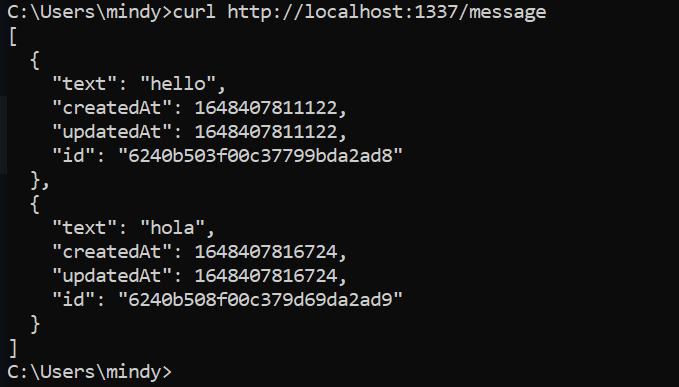 C:\Users\mindy>curl http://localhost:1337/message
[
  {
    "text": "hello",
    "createdAt": 1648407811122,
    "updatedAt": 1648407811122,
    "id": "6240b503f00c37799bda2ad8"
  },
  {
    "text": "hola",
    "createdAt": 1648407816724,
    "updatedAt": 1648407816724,
    "id": "6240b508f00c379d69da2ad9"
  }
]
C:\Users\mindy>